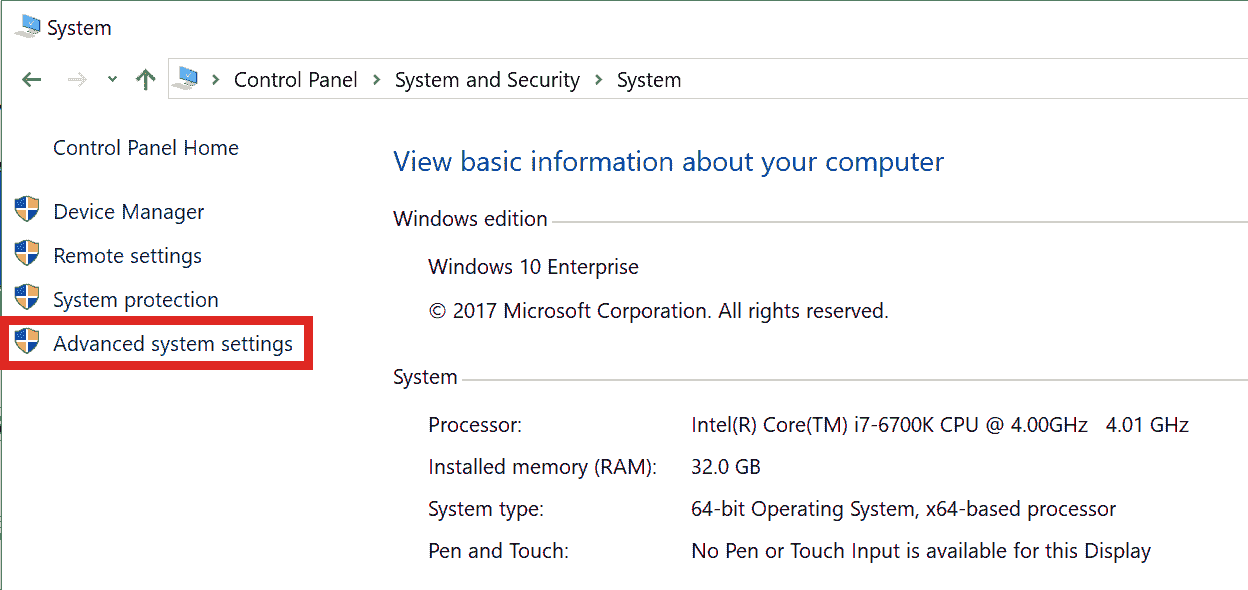 System
Control Panel > System and Security > System
Control Panel Home
Device Manager
Remote settings
System protection
Advanced system settings
View basic information about your computer
Windows edition
Windows 10 Enterprise
© 2017 Microsoft Corporation. All rights reserved.
System
Processor: Intel(R) Core(TM) i7-6700K CPU @ 4.00GHz 4.01 GHz
Installed memory (RAM): 32.0 GB
System type: 64-bit Operating System, x64-based processor
Pen and Touch: No Pen or Touch Input is available for this Display